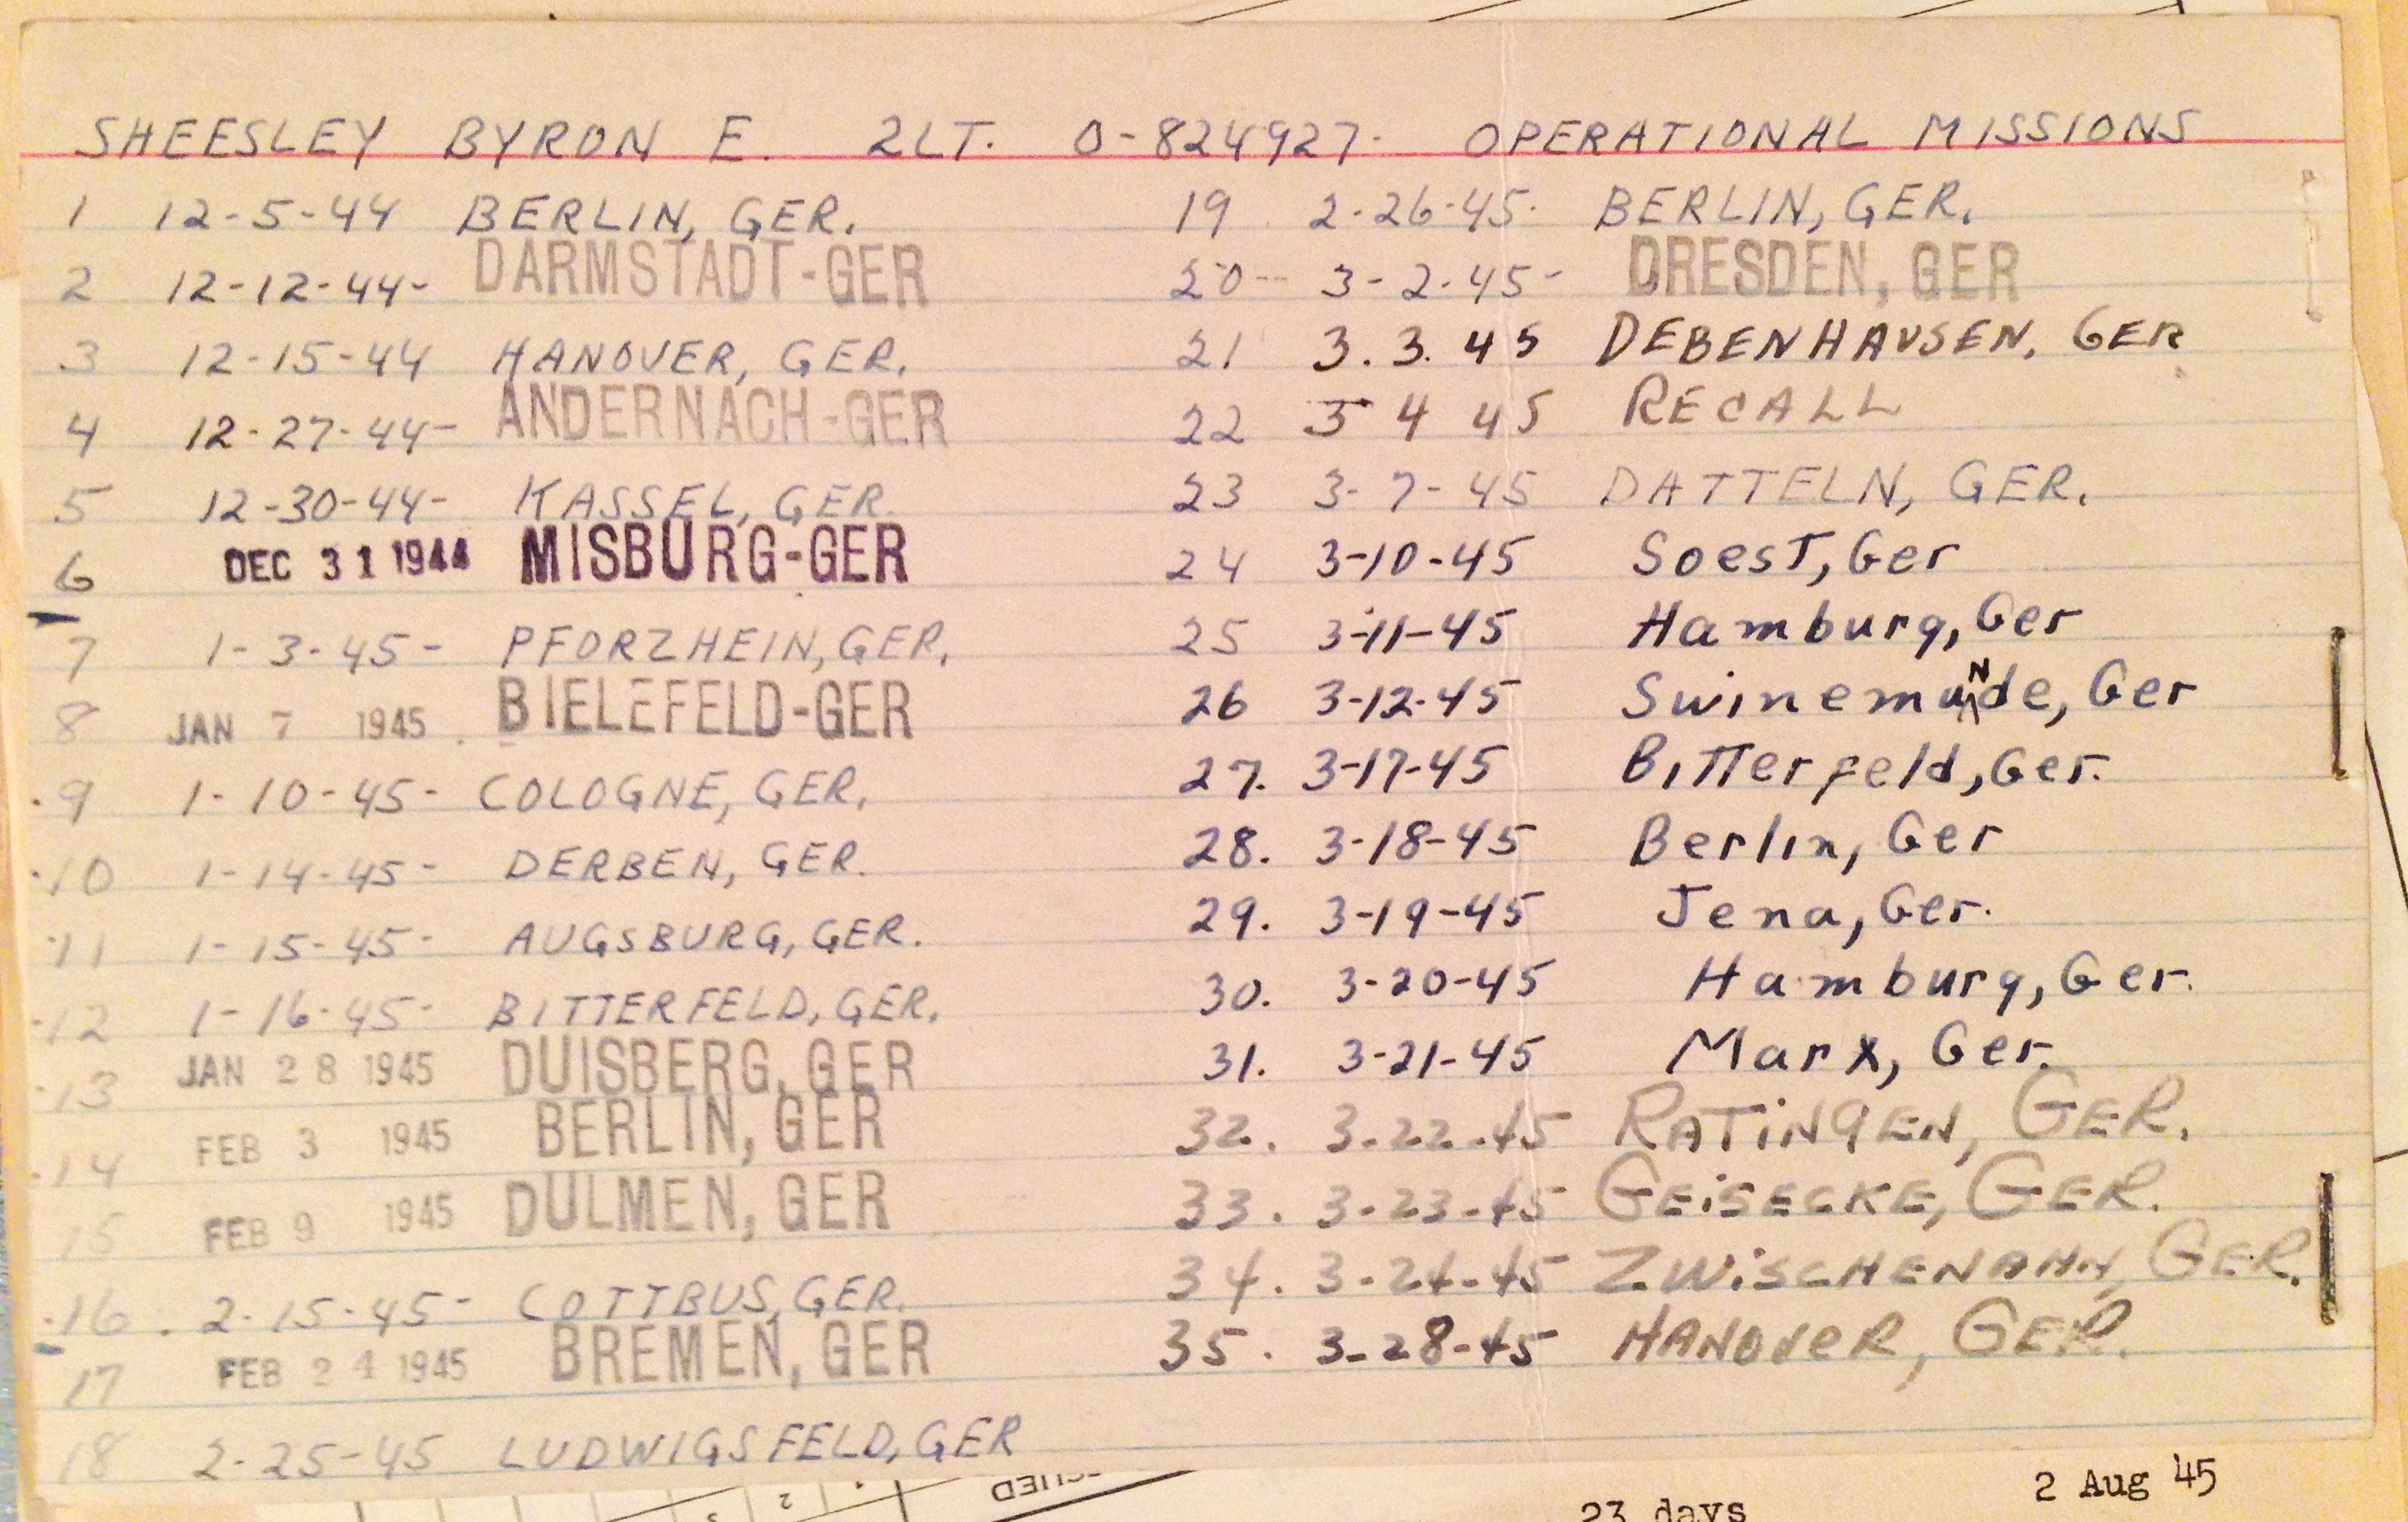 SHEESLEY BYRON E. 2LT. O-824927. OPERATIONAL MISSIONS
1 12-5-44 BERLIN, GER.
2 12-12-44- DARMSTADT-GER
3 12-15-44 HANOVER, GER.
4 12-27-44- ANDERNACH-GER
5 12-30-44- KASSEL, GER.
6 DEC 31 1944 MISBURG-GER
7 1-3-45- PFORZHEIN, GER.
8 JAN 7 1945 BIELEFELD-GER
9 1-10-45- COLOGNE, GER.
10 1-14-45- DERBEN, GER.
11 1-15-45- AUGSBURG, GER.
12 1-16-45- BITTERFELD, GER.
13 JAN 28 1945 DUISBERG, GER
14 FEB 3 1945 BERLIN, GER
15 FEB 9 1945 DULMEN, GER
16. 2-15-45- COTTBUS, GER.
17 FEB 24 1945 BREMEN, GER
18 2-25-45 LUDWIGSFELD, GER
19 2-26-45. BERLIN, GER.
20- 3-2-45- DRESDEN, GER
21 3.3.45 DEBENHAUSEN, GER
22 3 4 45 RECALL
23 3-7-45 DATTELN, GER.
24 3-10-45 Soest, Ger
25 3-11-45 Hamburg, Ger
26 3-12-45 SwinemuNde, Ger
27. 3-17-45 Bitterfeld, Ger.
28. 3-18-45 Berlin, Ger
29. 3-19-45 Jena, Ger.
30. 3-20-45 Hamburg, Ger.
31. 3-21-45 Marx, Ger.
32. 3-22-45 RATiNGEN, GER.
33. 3-23-45 GEiSECKE, GER.
34. 3-24-45 ZWiSCHENAHN, GER.
35. 3-28-45 HANOVER, GER.
2 Aug 45
23 days